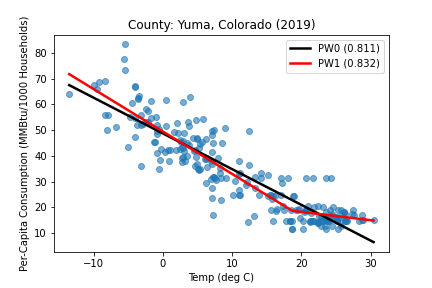 County: Yuma, Colorado (2019)
PW0 (0.811)
PW1 (0.832)
Per-Capita Consumption (MMBtu/1000 Households)
80
70
60
50
40
30
20
10
−10 0 10 20 30
Temp (deg C)